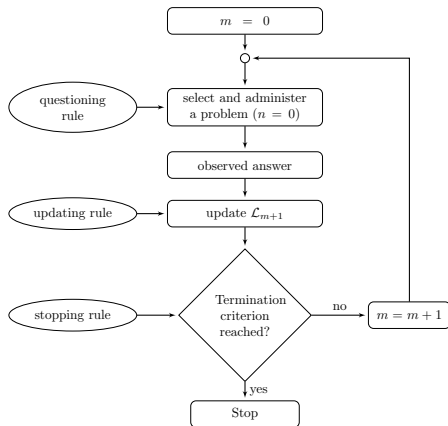 m = 0
questioning
rule
select and administer
a problem (n = 0)
observed answer
updating rule
update ℒₘ₊₁
stopping rule
Termination
criterion
reached?
no
m = m + 1
yes
Stop